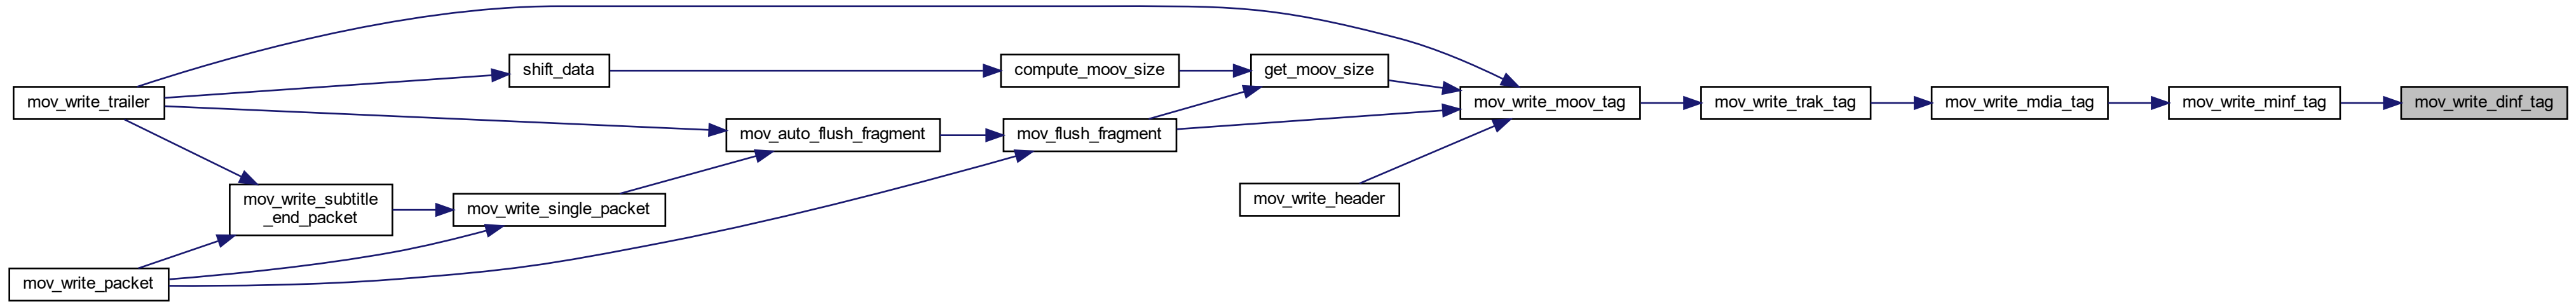 mov_write_trailer
shift_data
compute_moov_size
get_moov_size
mov_write_moov_tag
mov_write_trak_tag
mov_write_mdia_tag
mov_write_minf_tag
mov_write_dinf_tag
mov_auto_flush_fragment
mov_flush_fragment
mov_write_subtitle
_end_packet
mov_write_single_packet
mov_write_header
mov_write_packet